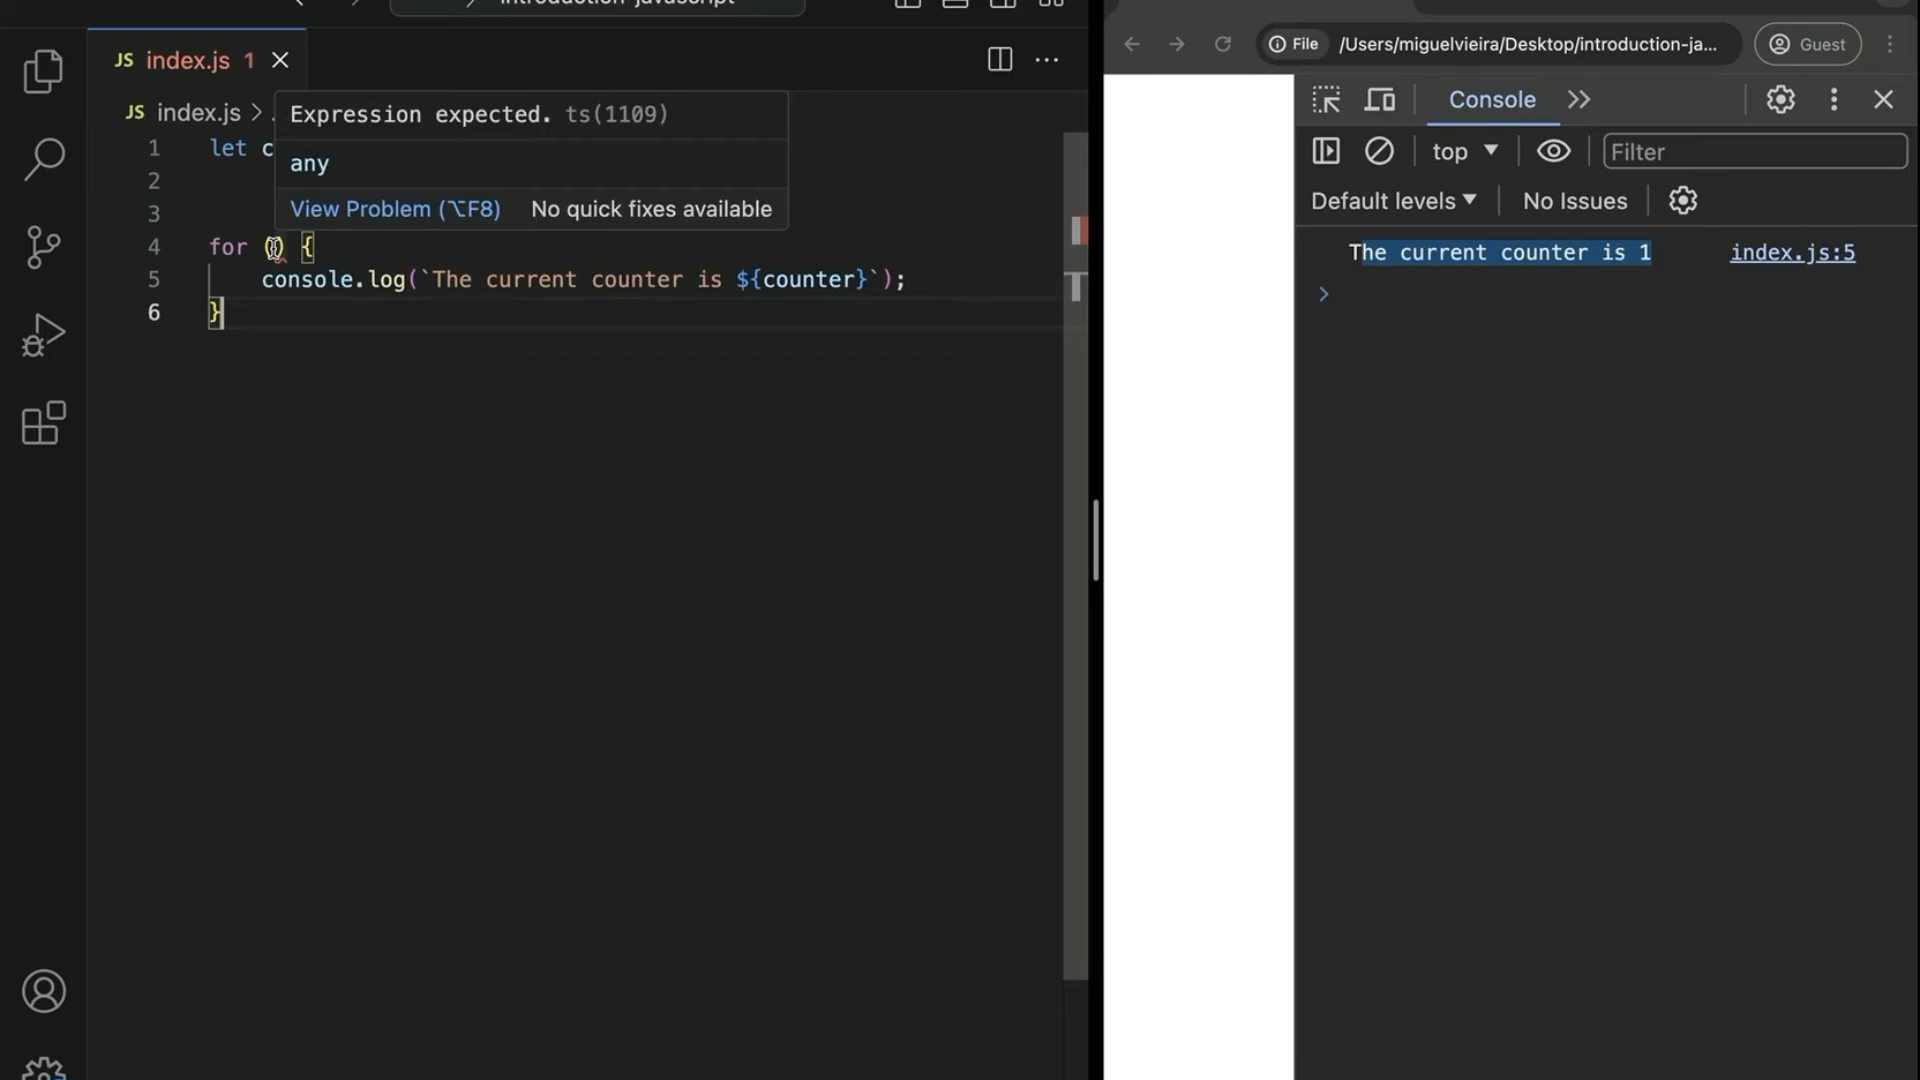 introduction-javascript
JS index.js 1
JS index.js > .
Expression expected. ts(1109)
any
View Problem (⌥F8) No quick fixes available
1 let c
2
3
4 for () {
5 console.log(`The current counter is ${counter}`);
6 }
File /Users/miguelvieira/Desktop/introduction-ja... Guest
Console
top Filter
Default levels No Issues
The current counter is 1 index.js:5